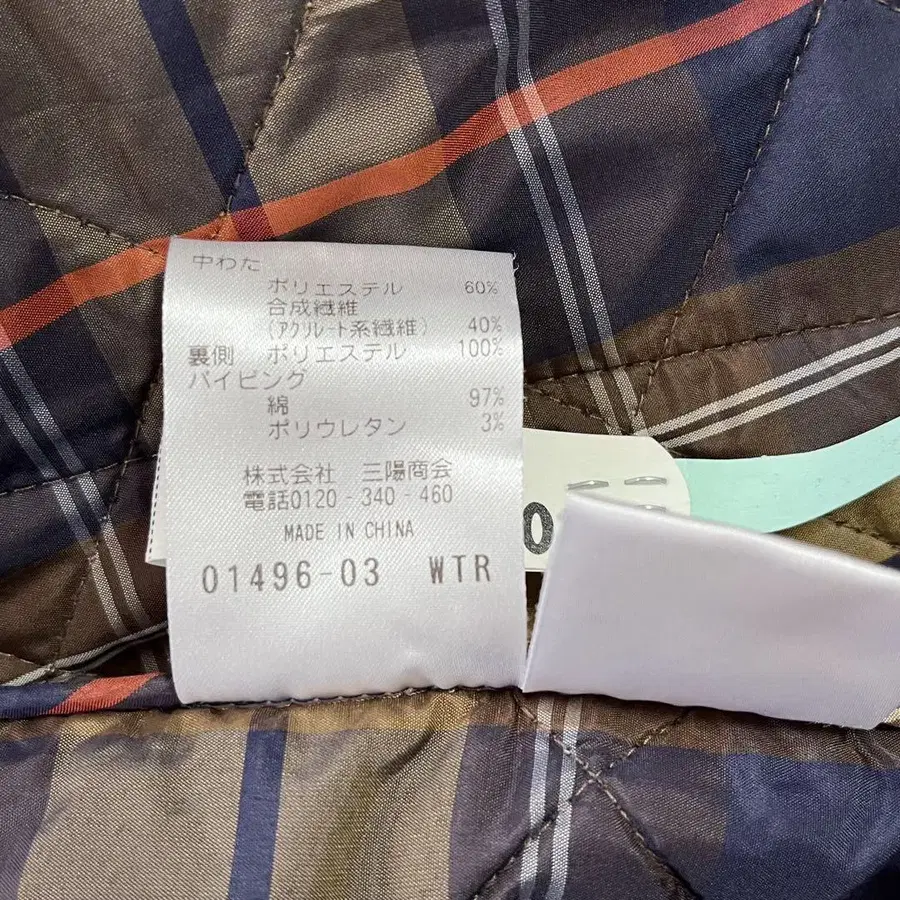 中わた
ポリエステル 60%
合成繊維
(アクリレート系繊維) 40%
裏側 ポリエステル 100%
パイピング
綿 97%
ポリウレタン 3%
株式会社 三陽商会
電話0120-340-460
MADE IN CHINA
01496-03 WTR
0